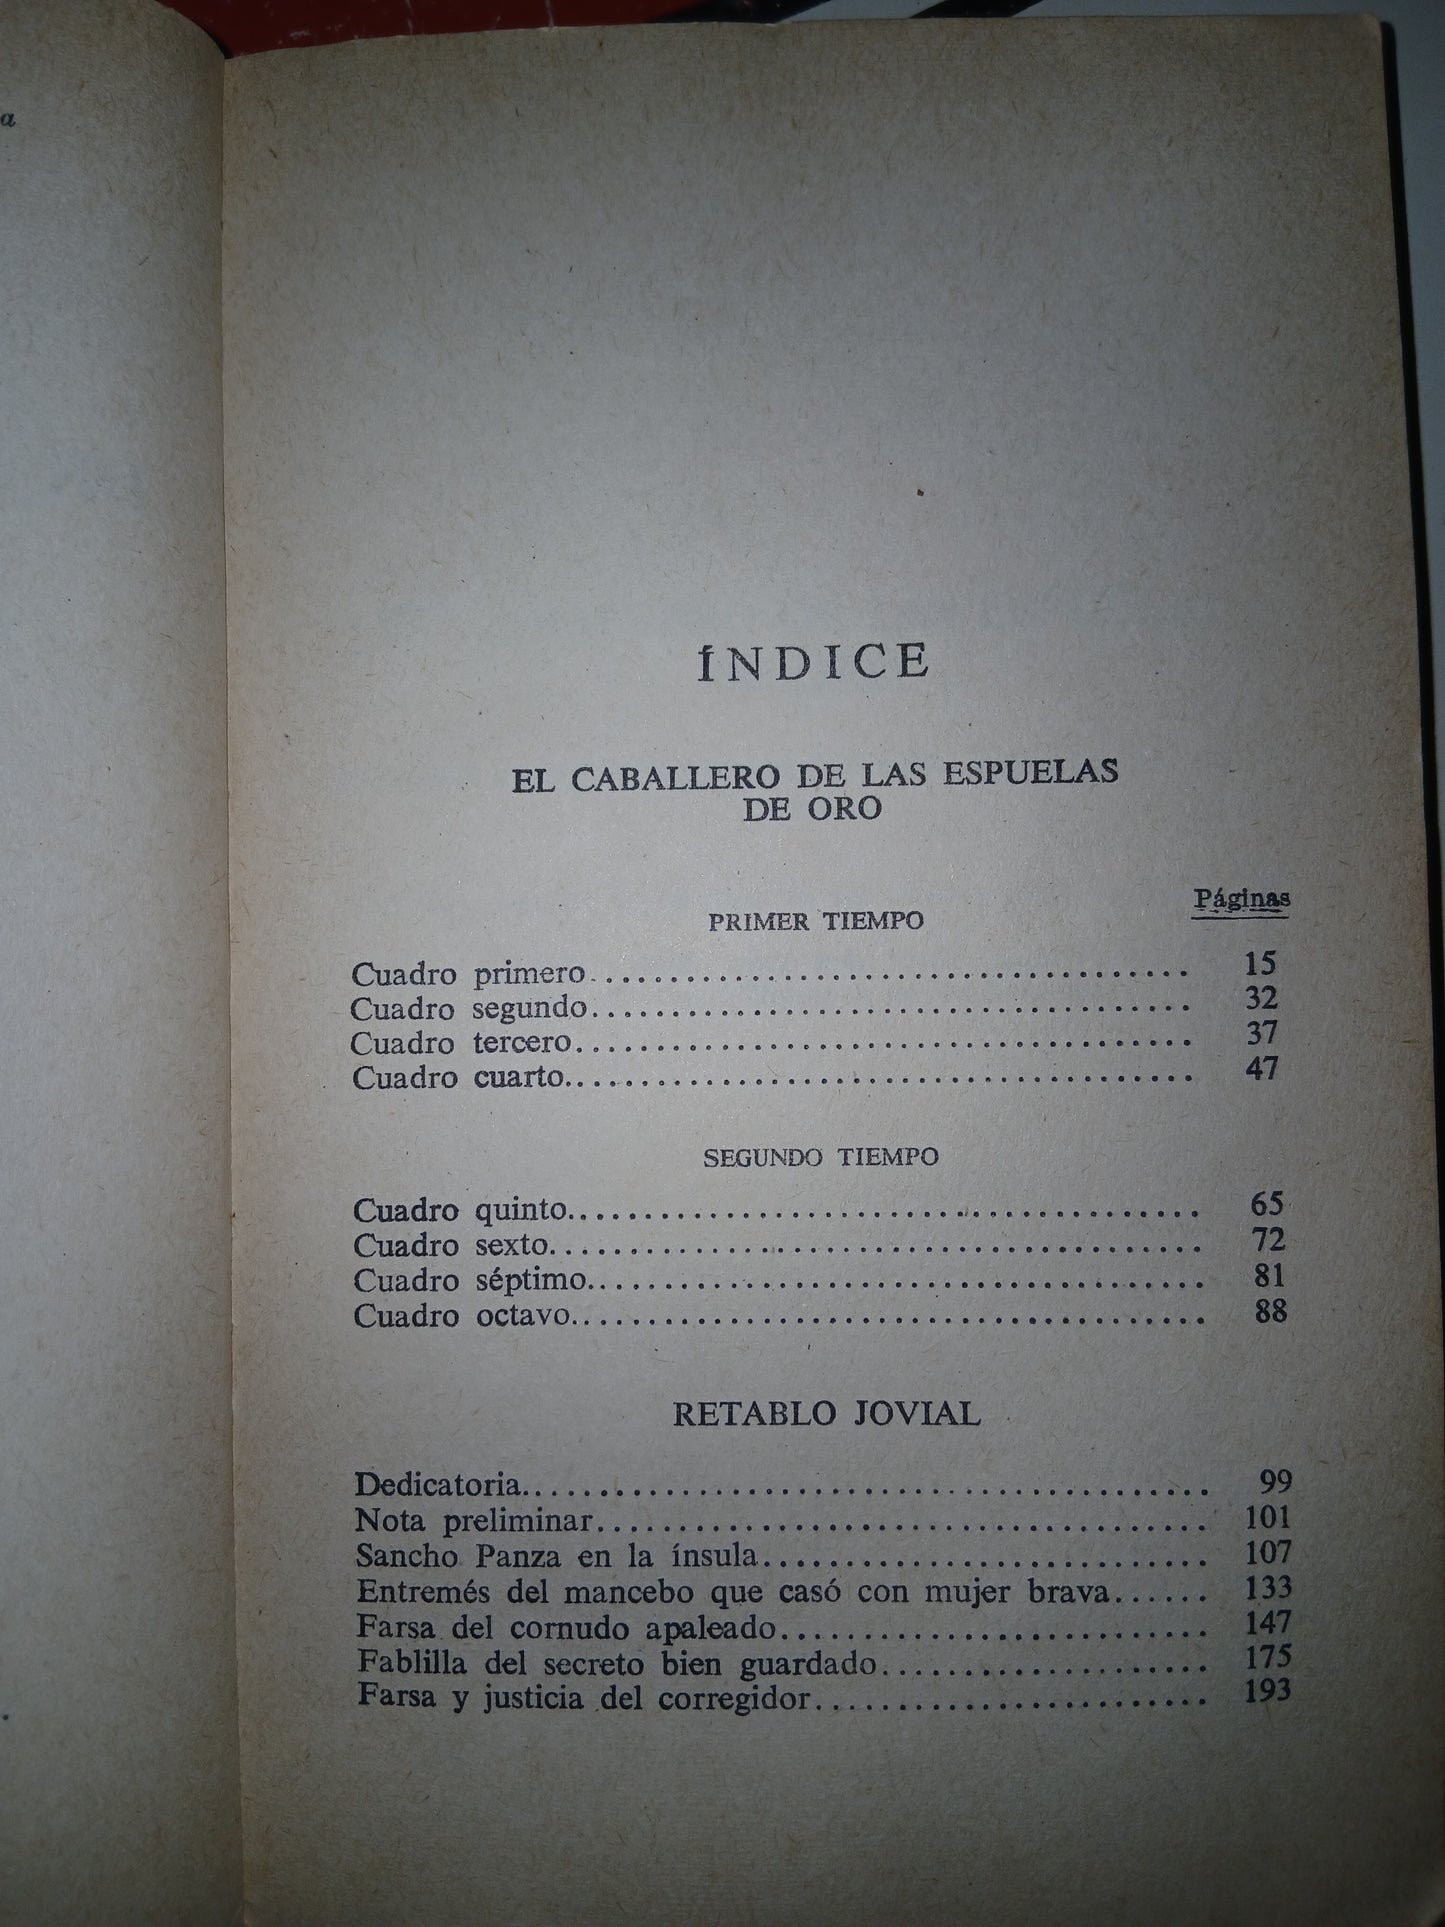 a
ÍNDICE
EL CABALLERO DE LAS ESPUELAS
DE ORO
Páginas
PRIMER TIEMPO
Cuadro primero........................................ 15
Cuadro segundo........................................ 32
Cuadro tercero........................................ 37
Cuadro cuarto........................................ 47
SEGUNDO TIEMPO
Cuadro quinto........................................ 65
Cuadro sexto........................................ 72
Cuadro séptimo........................................ 81
Cuadro octavo........................................ 88
RETABLO JOVIAL
Dedicatoria........................................ 99
Nota preliminar........................................ 101
Sancho Panza en la ínsula............................ 107
Entremés del mancebo que casó con mujer brava...... 133
Farsa del cornudo apaleado........................... 147
Fablilla del secreto bien guardado..................... 175
Farsa y justicia del corregidor......................... 193